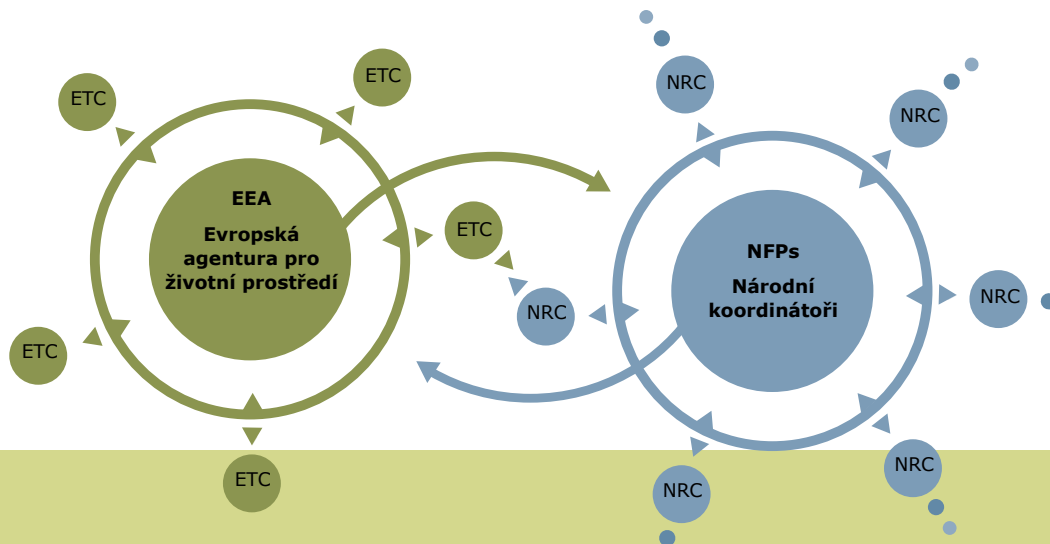 ETC
ETC
EEA
Evropská
agentura pro
životní prostředí
ETC
ETC
ETC
NRC
NRC
NRC
NFPs
Národní
koordinátoři
NRC
NRC
NRC